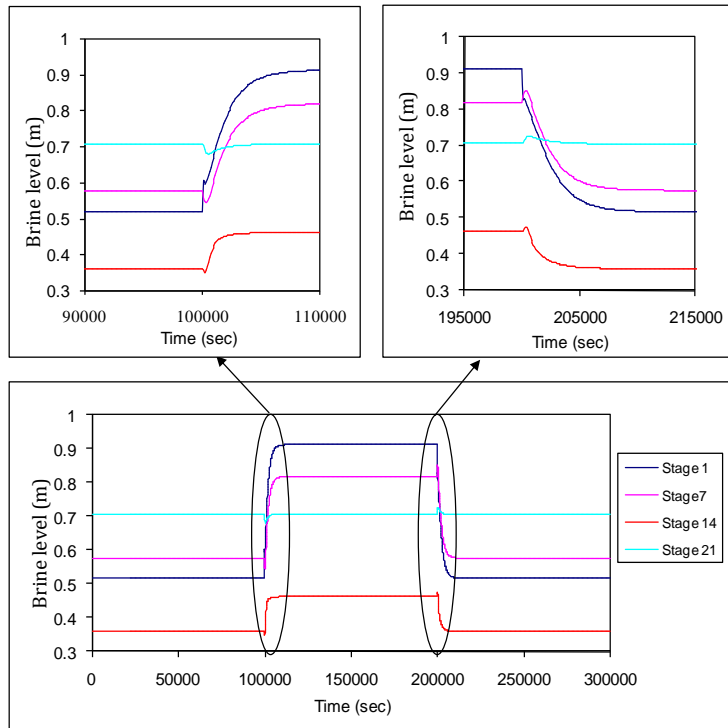 1
0.9
0.8
0.7
0.6
0.5
0.4
0.3
Brine level (m)
90000 100000 110000
Time (sec)
1
0.9
0.8
0.7
0.6
0.5
0.4
0.3
Brine level (m)
195000 205000 215000
Time (sec)
1
0.9
0.8
0.7
0.6
0.5
0.4
0.3
Brine level (m)
0 50000 100000 150000 200000 250000 300000
Time (sec)
Stage 1
Stage7
Stage 14
Stage 21